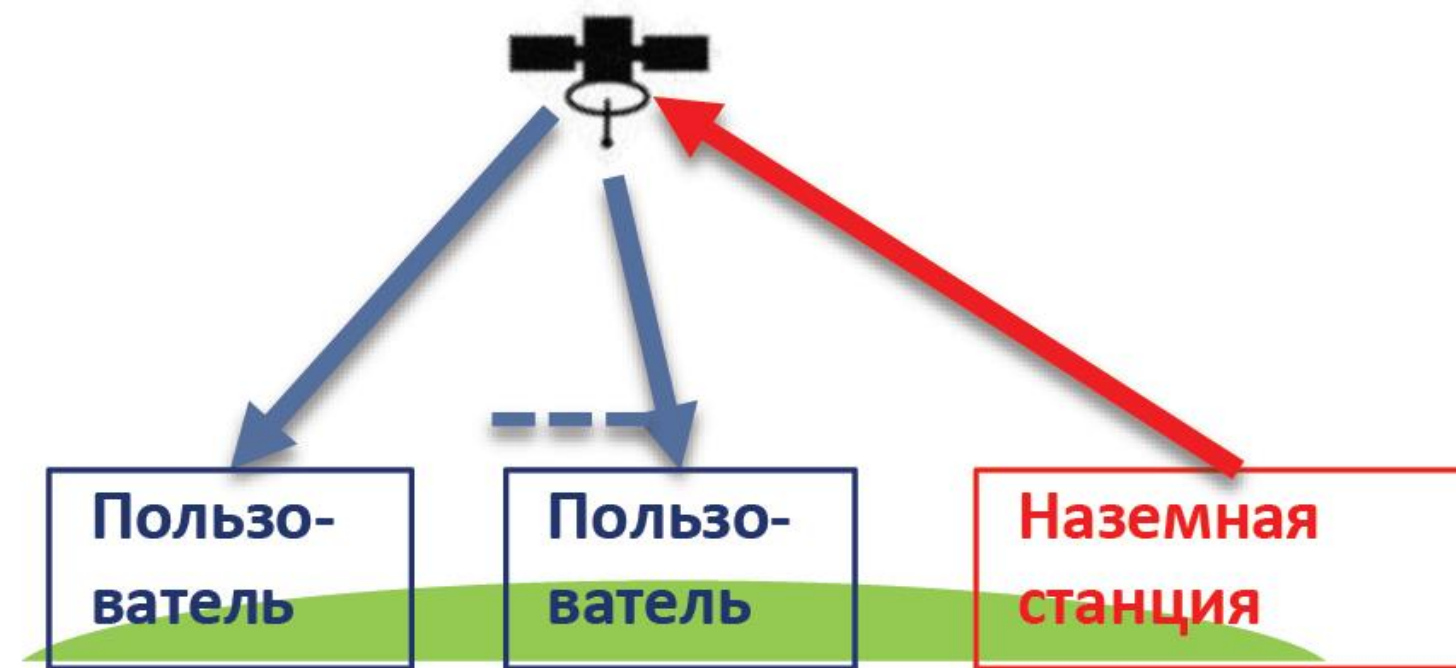 Пользо-
ватель
Пользо-
ватель
Наземная
станция